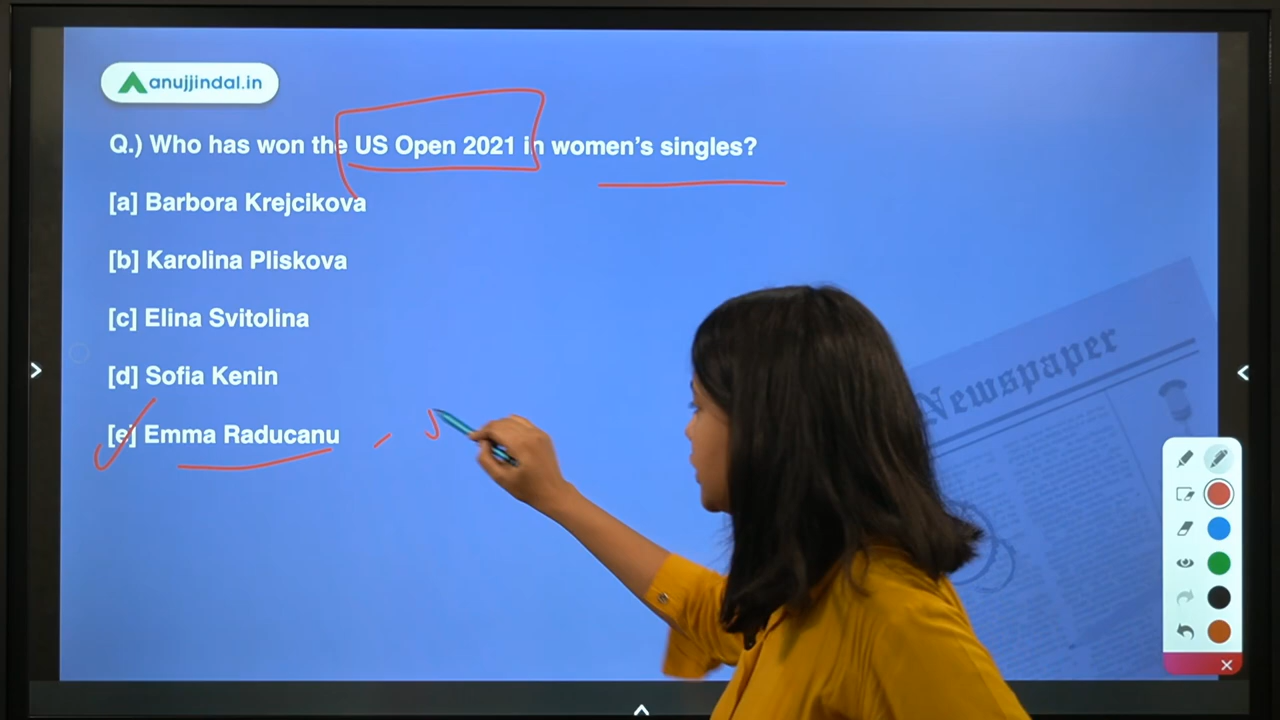 anujjindal.in
Q.) Who has won the US Open 2021 in women's singles?
[a] Barbora Krejcikova
[b] Karolina Pliskova
[c] Elina Svitolina
[d] Sofia Kenin
[e] Emma Raducanu
Newspaper